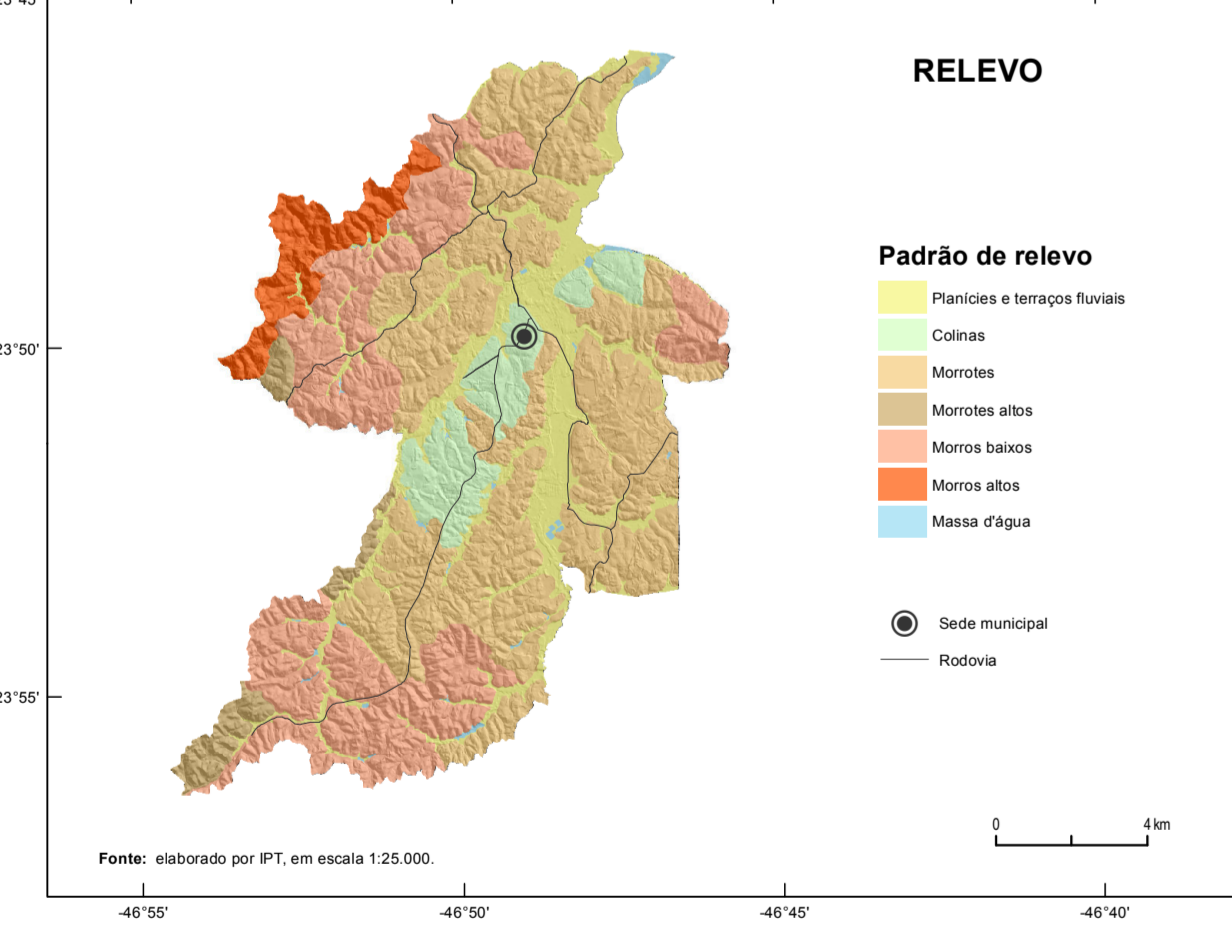 RELEVO
Padrão de relevo
Planícies e terraços fluviais
Colinas
Morrotes
Morrotes altos
Morros baixos
Morros altos
Massa d'água
Sede municipal
Rodovia
23°50'
23°55'
0 4 km
Fonte: elaborado por IPT, em escala 1:25.000.
-46°55' -46°50' -46°45' -46°40'